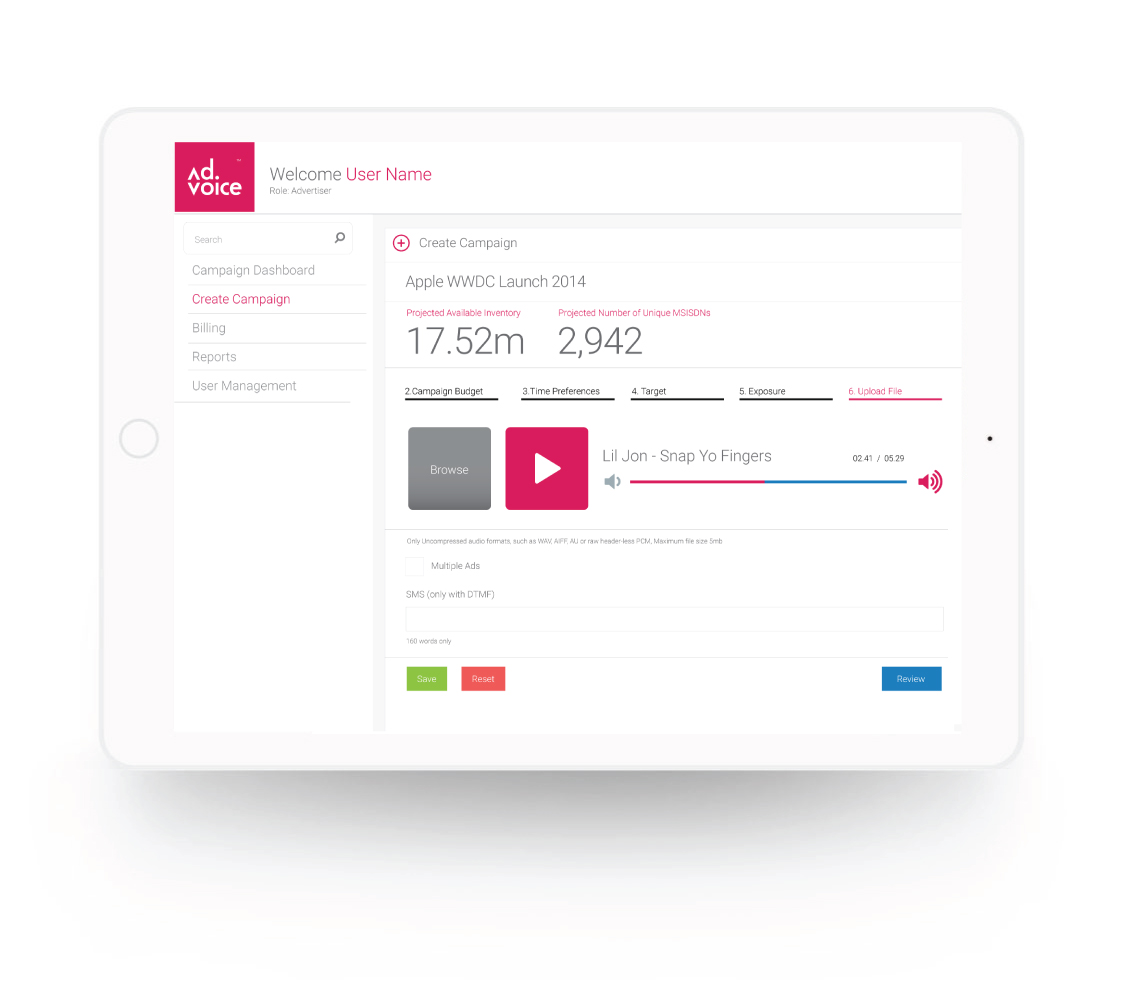 Ad.
voice
™
Welcome User Name
Role: Advertiser
Search
Campaign Dashboard
Create Campaign
Billing
Reports
User Management
Create Campaign
Apple WWDC Launch 2014
Projected Available Inventory
17.52m
Projected Number of Unique MSISDNs
2,942
2.Campaign Budget
3.Time Preferences
4. Target
5. Exposure
6. Upload File
Browse
Lil Jon - Snap Yo Fingers
02.41 / 05:29
Only Uncompressed audio formats, such as WAV, AIFF, AU or raw header-less PCM, Maximum file size 5mb
Multiple Ads
SMS (only with DTMF)
160 words only
Save
Reset
Review